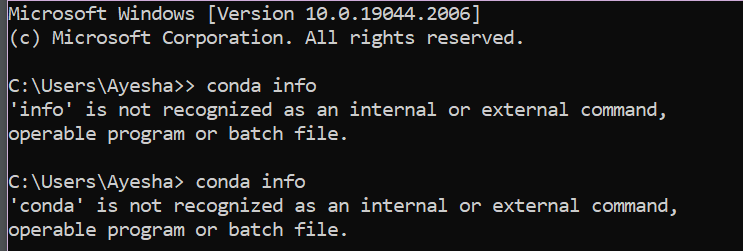 Microsoft Windows [Version 10.0.19044.2006]
(c) Microsoft Corporation. All rights reserved.
C:\Users\Ayesha>> conda info
'info' is not recognized as an internal or external command,
operable program or batch file.
C:\Users\Ayesha> conda info
'conda' is not recognized as an internal or external command,
operable program or batch file.